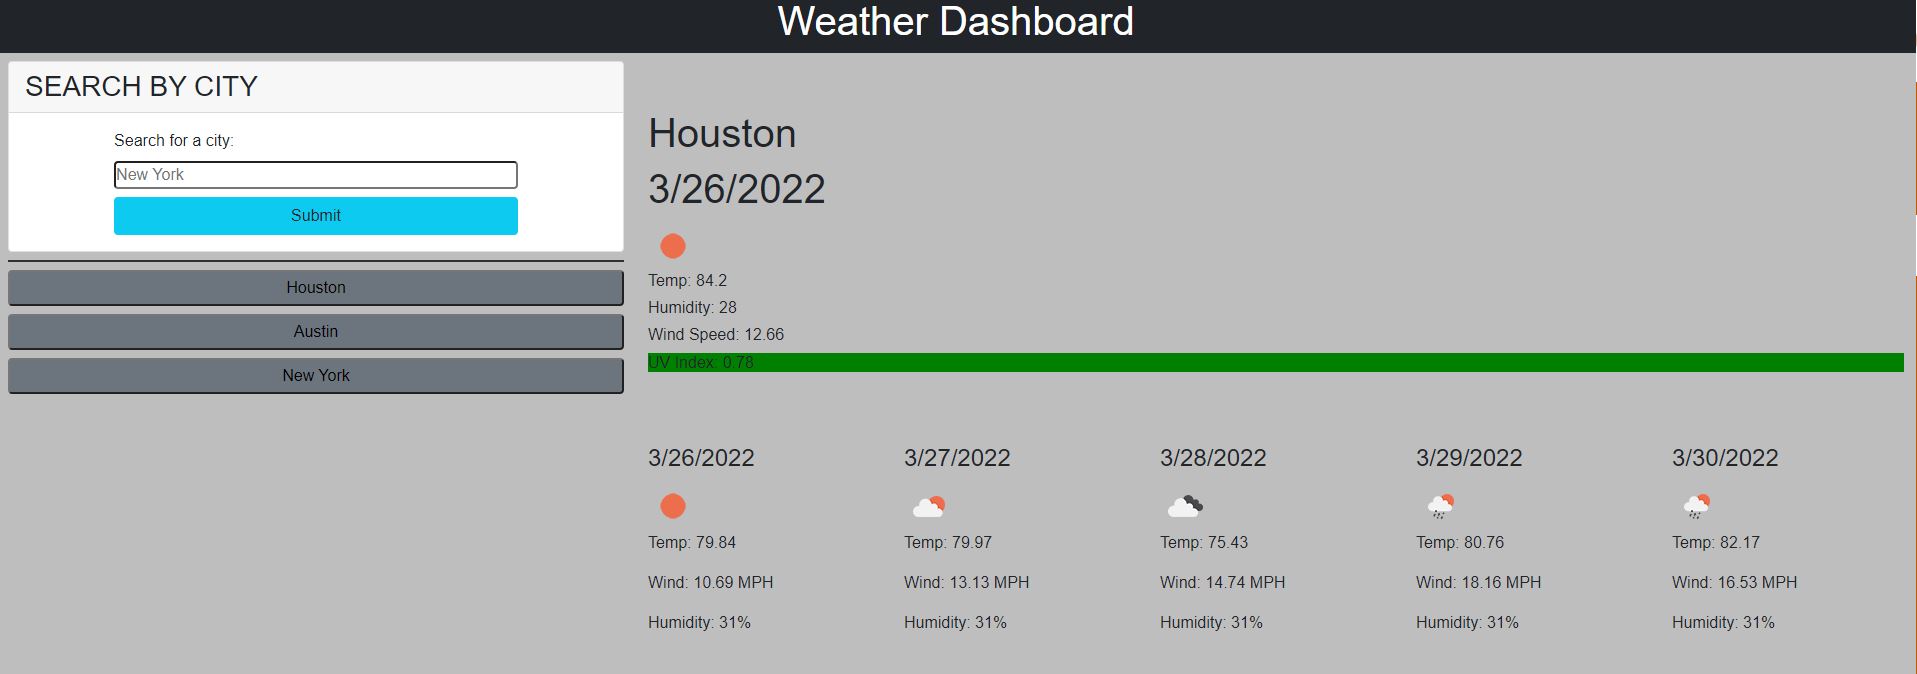 Weather Dashboard
SEARCH BY CITY
Search for a city:
New York
Submit
Houston
Austin
New York
Houston
3/26/2022
Temp: 84.2
Humidity: 28
Wind Speed: 12.66
UV Index: 0.78
3/26/2022
Temp: 79.84
Wind: 10.69 MPH
Humidity: 31%
3/27/2022
Temp: 79.97
Wind: 13.13 MPH
Humidity: 31%
3/28/2022
Temp: 75.43
Wind: 14.74 MPH
Humidity: 31%
3/29/2022
Temp: 80.76
Wind: 18.16 MPH
Humidity: 31%
3/30/2022
Temp: 82.17
Wind: 16.53 MPH
Humidity: 31%